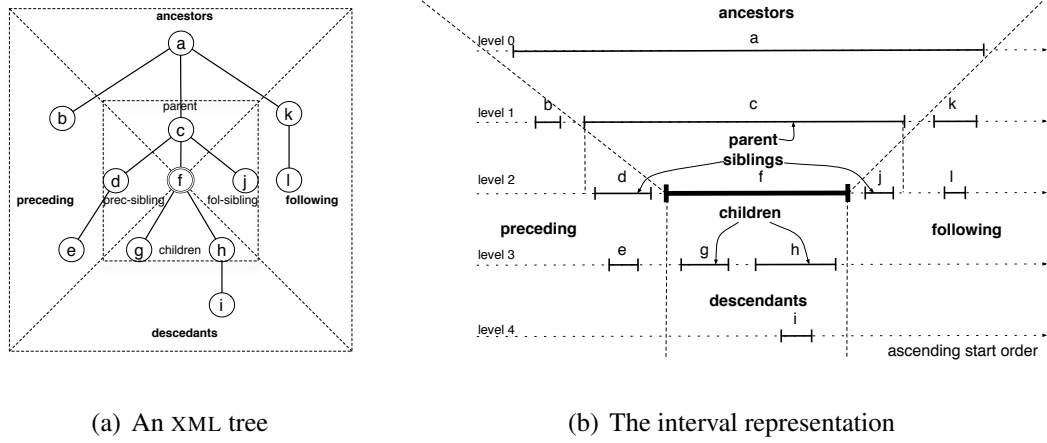 ancestors
a
b
k
parent
c
d
f
j
l
preceding
prec-sibling
fol-sibling
following
e
g
children
h
i
descedants
(a) An XML tree
ancestors
level 0
a
level 1
b
c
k
parent
siblings
level 2
d
f
j
l
children
preceding
following
level 3
e
g
h
descendants
level 4
i
ascending start order
(b) The interval representation